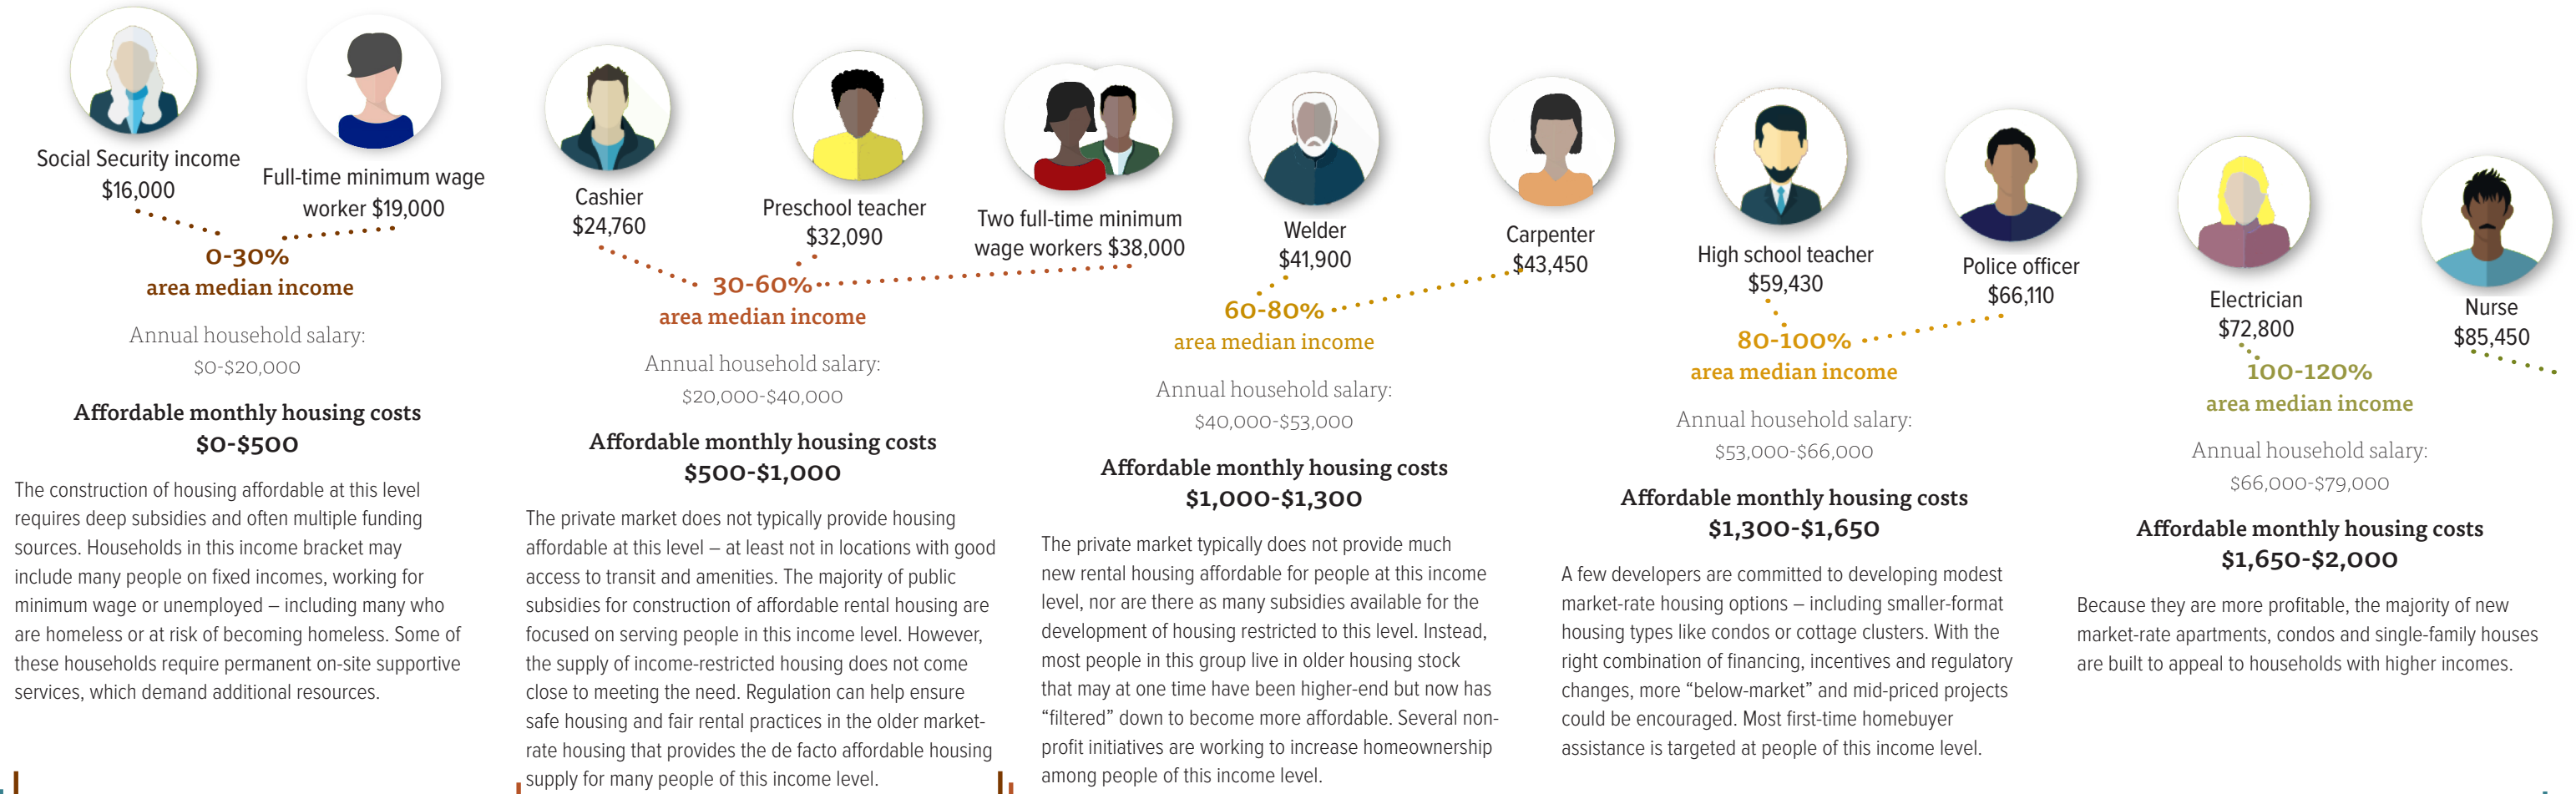 Social Security income
$16,000
Full-time minimum wage
worker $19,000
0-30%
area median income
Annual household salary:
$0-$20,000
Affordable monthly housing costs
$0-$500
The construction of housing affordable at this level
requires deep subsidies and often multiple funding
sources. Households in this income bracket may
include many people on fixed incomes, working for
minimum wage or unemployed – including many who
are homeless or at risk of becoming homeless. Some of
these households require permanent on-site supportive
services, which demand additional resources.
Cashier
$24,760
Preschool teacher
$32,090
Two full-time minimum
wage workers $38,000
30-60%
area median income
Annual household salary:
$20,000-$40,000
Affordable monthly housing costs
$500-$1,000
The private market does not typically provide housing
affordable at this level – at least not in locations with good
access to transit and amenities. The majority of public
subsidies for construction of affordable rental housing are
focused on serving people in this income level. However,
the supply of income-restricted housing does not come
close to meeting the need. Regulation can help ensure
safe housing and fair rental practices in the older market-
rate housing that provides the de facto affordable housing
supply for many people of this income level.
Welder
$41,900
Carpenter
$43,450
60-80%
area median income
Annual household salary:
$40,000-$53,000
Affordable monthly housing costs
$1,000-$1,300
The private market typically does not provide much
new rental housing affordable for people at this income
level, nor are there as many subsidies available for the
development of housing restricted to this level. Instead,
most people in this group live in older housing stock
that may at one time have been higher-end but now has
“filtered” down to become more affordable. Several non-
profit initiatives are working to increase homeownership
among people of this income level.
High school teacher
$59,430
Police officer
$66,110
80-100%
area median income
Annual household salary:
$53,000-$66,000
Affordable monthly housing costs
$1,300-$1,650
A few developers are committed to developing modest
market-rate housing options – including smaller-format
housing types like condos or cottage clusters. With the
right combination of financing, incentives and regulatory
changes, more “below-market” and mid-priced projects
could be encouraged. Most first-time homebuyer
assistance is targeted at people of this income level.
Electrician
$72,800
Nurse
$85,450
100-120%
area median income
Annual household salary:
$66,000-$79,000
Affordable monthly housing costs
$1,650-$2,000
Because they are more profitable, the majority of new
market-rate apartments, condos and single-family houses
are built to appeal to households with higher incomes.